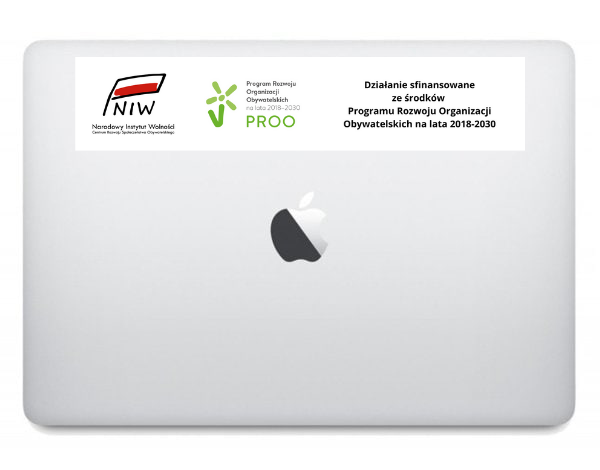 NIW
Narodowy Instytut Wolności
Centrum Rozwoju Społeczeństwa Obywatelskiego
Program Rozwoju
Organizacji
Obywatelskich
na lata 2018-2030
PROO
Działanie sfinansowane
ze środków
Programu Rozwoju Organizacji
Obywatelskich na lata 2018-2030